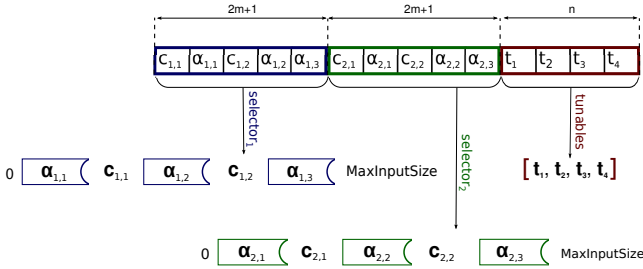 2m+1 2m+1 n
c1,1 α1,1 c1,2 α1,2 α1,3 c2,1 α2,1 c2,2 α2,2 α2,3 t1 t2 t3 t4
selector1
selector2
tunables
0 α1,1 c1,1 α1,2 c1,2 α1,3 MaxInputSize
[ t1, t2, t3, t4 ]
0 α2,1 c2,1 α2,2 c2,2 α2,3 MaxInputSize